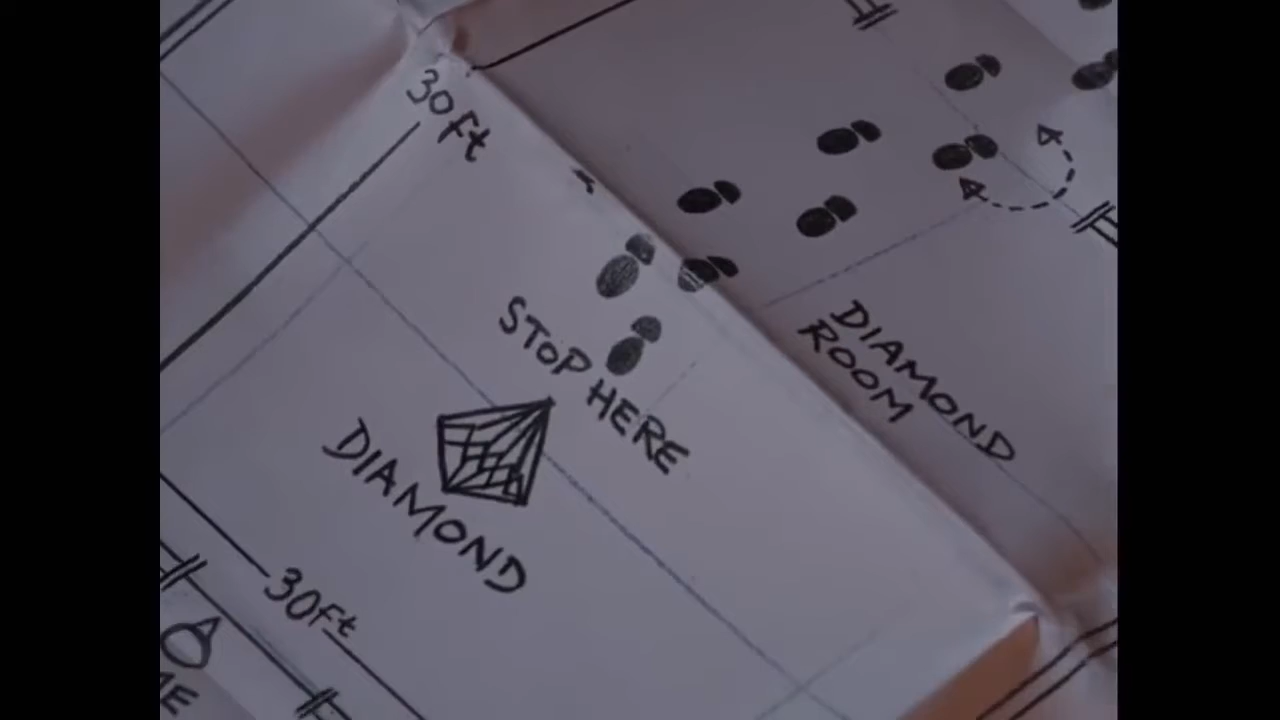 30ft
STOP HERE
DIAMOND
ROOM
DIAMOND
30ft